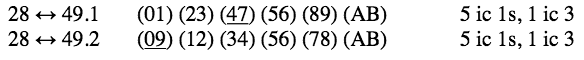 28 ↔ 49.1 (01) (23) (47) (56) (89) (AB) 5 ic 1s, 1 ic 3
28 ↔ 49.2 (09) (12) (34) (56) (78) (AB) 5 ic 1s, 1 ic 3